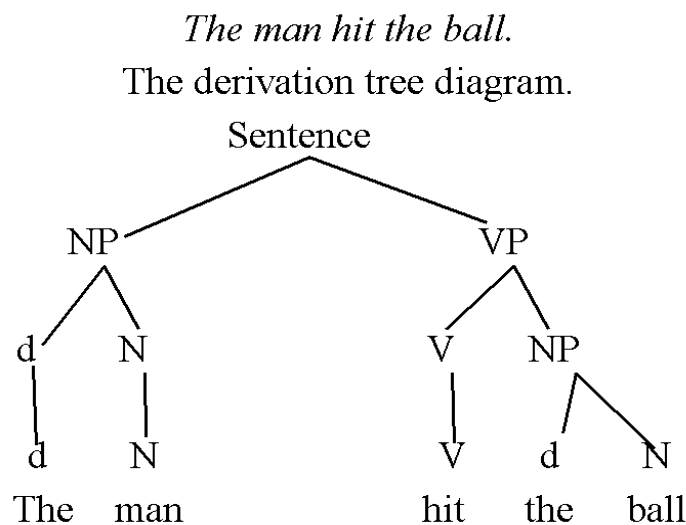 The man hit the ball.
The derivation tree diagram.
Sentence
NP VP
d N V NP
d N V d N
The man hit the ball